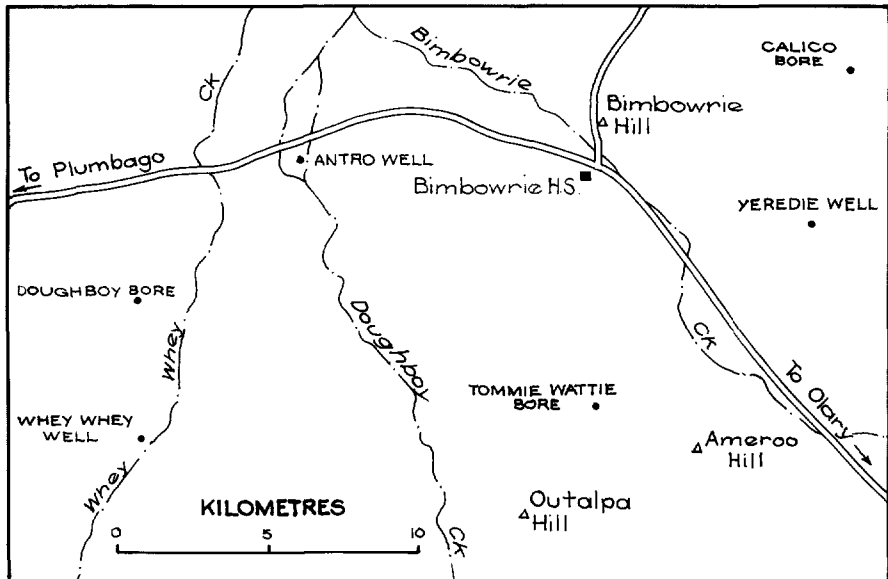 CK
Bimbowrie
CALICO
BORE
Bimbowrie
Hill
To Plumbago
ANTRO WELL
Bimbowrie H.S.
YEREDIE WELL
DOUGHBOY BORE
Whey
Doughboy
CK
TOMMIE WATTIE
BORE
To Olary
WHEY WHEY
WELL
Ameroo
Hill
Whey
KILOMETRES
Outalpa
Hill
0 5 10
CK